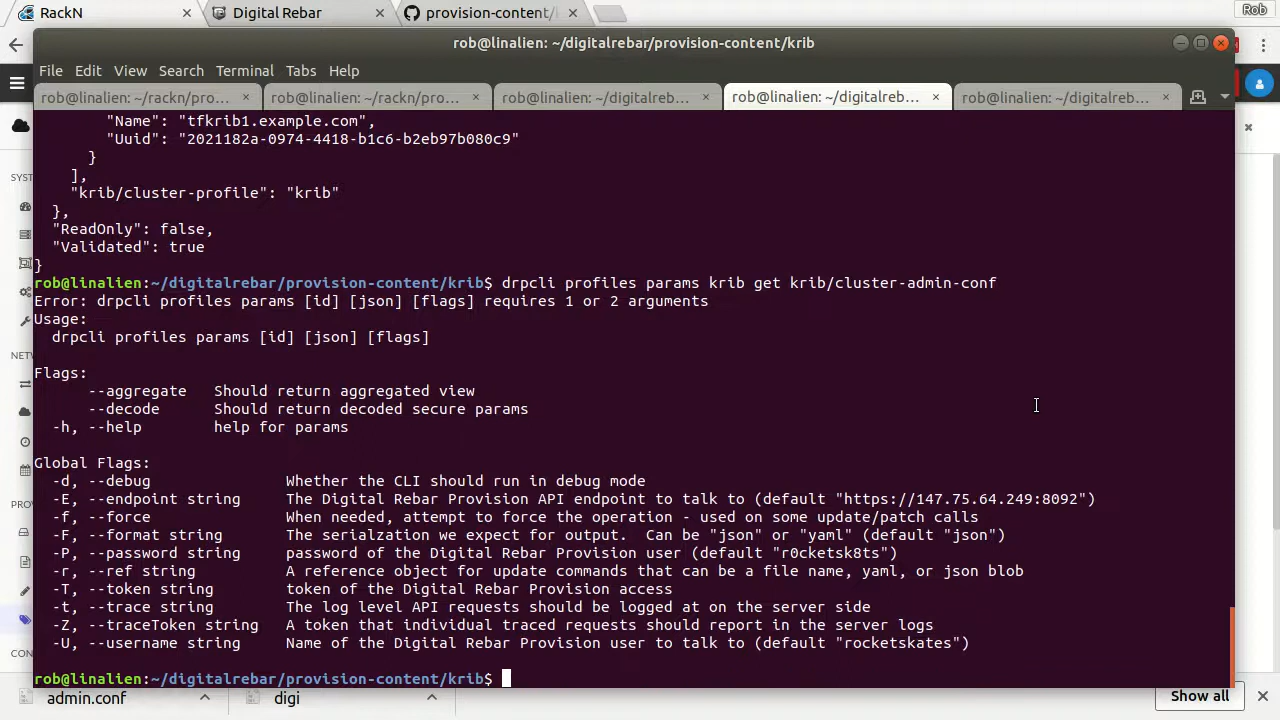 RackN
Digital Rebar
provision-content/
Rob
rob@linalien: ~/digitalrebar/provision-content/krib
File Edit View Search Terminal Tabs Help
rob@linalien: ~/rackn/pro...
rob@linalien: ~/rackn/pro...
rob@linalien: ~/digitalreb...
rob@linalien: ~/digitalreb...
rob@linalien: ~/digitalreb...
"Name": "tfkrib1.example.com",
"Uuid": "2021182a-0974-4418-b1c6-b2eb97b080c9"
}
],
"krib/cluster-profile": "krib"
},
"ReadOnly": false,
"Validated": true
}
rob@linalien:~/digitalrebar/provision-content/krib$ drpcli profiles params krib get krib/cluster-admin-conf
Error: drpcli profiles params [id] [json] [flags] requires 1 or 2 arguments
Usage:
drpcli profiles params [id] [json] [flags]
Flags:
--aggregate Should return aggregated view
--decode Should return decoded secure params
-h, --help help for params
Global Flags:
-d, --debug Whether the CLI should run in debug mode
-E, --endpoint string The Digital Rebar Provision API endpoint to talk to (default "https://147.75.64.249:8092")
-f, --force When needed, attempt to force the operation - used on some update/patch calls
-F, --format string The serialzation we expect for output. Can be "json" or "yaml" (default "json")
-P, --password string password of the Digital Rebar Provision user (default "r0cketsk8ts")
-r, --ref string A reference object for update commands that can be a file name, yaml, or json blob
-T, --token string token of the Digital Rebar Provision access
-t, --trace string The log level API requests should be logged at on the server side
-Z, --traceToken string A token that individual traced requests should report in the server logs
-U, --username string Name of the Digital Rebar Provision user to talk to (default "rocketskates")
rob@linalien:~/digitalrebar/provision-content/krib$
SYST
NETW
PRO
CON
admin.conf
digi
Show all